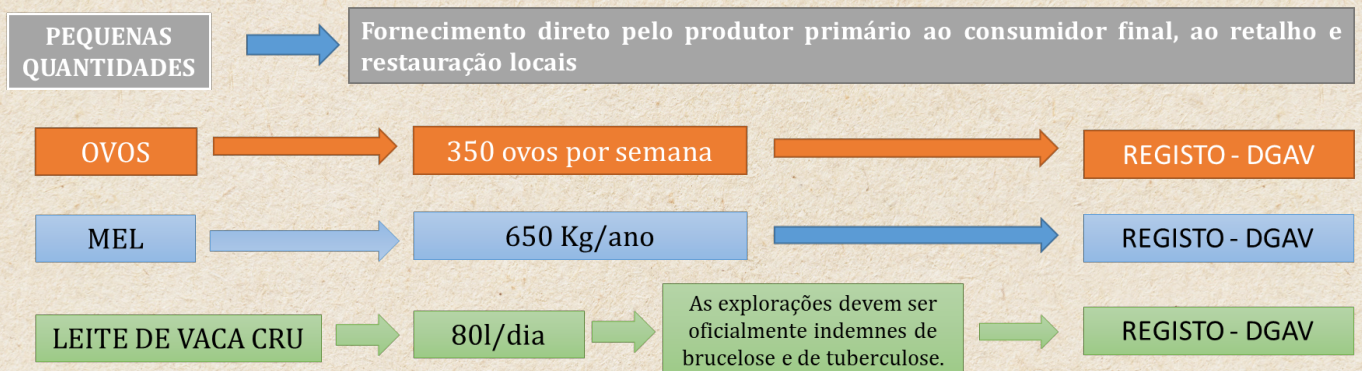 PEQUENAS
QUANTIDADES
Fornecimento direto pelo produtor primário ao consumidor final, ao retalho e
restauração locais
OVOS
350 ovos por semana
REGISTO - DGAV
MEL
650 Kg/ano
REGISTO - DGAV
LEITE DE VACA CRU
80l/dia
As explorações devem ser
oficialmente indemnes de
brucelose e de tuberculose.
REGISTO - DGAV